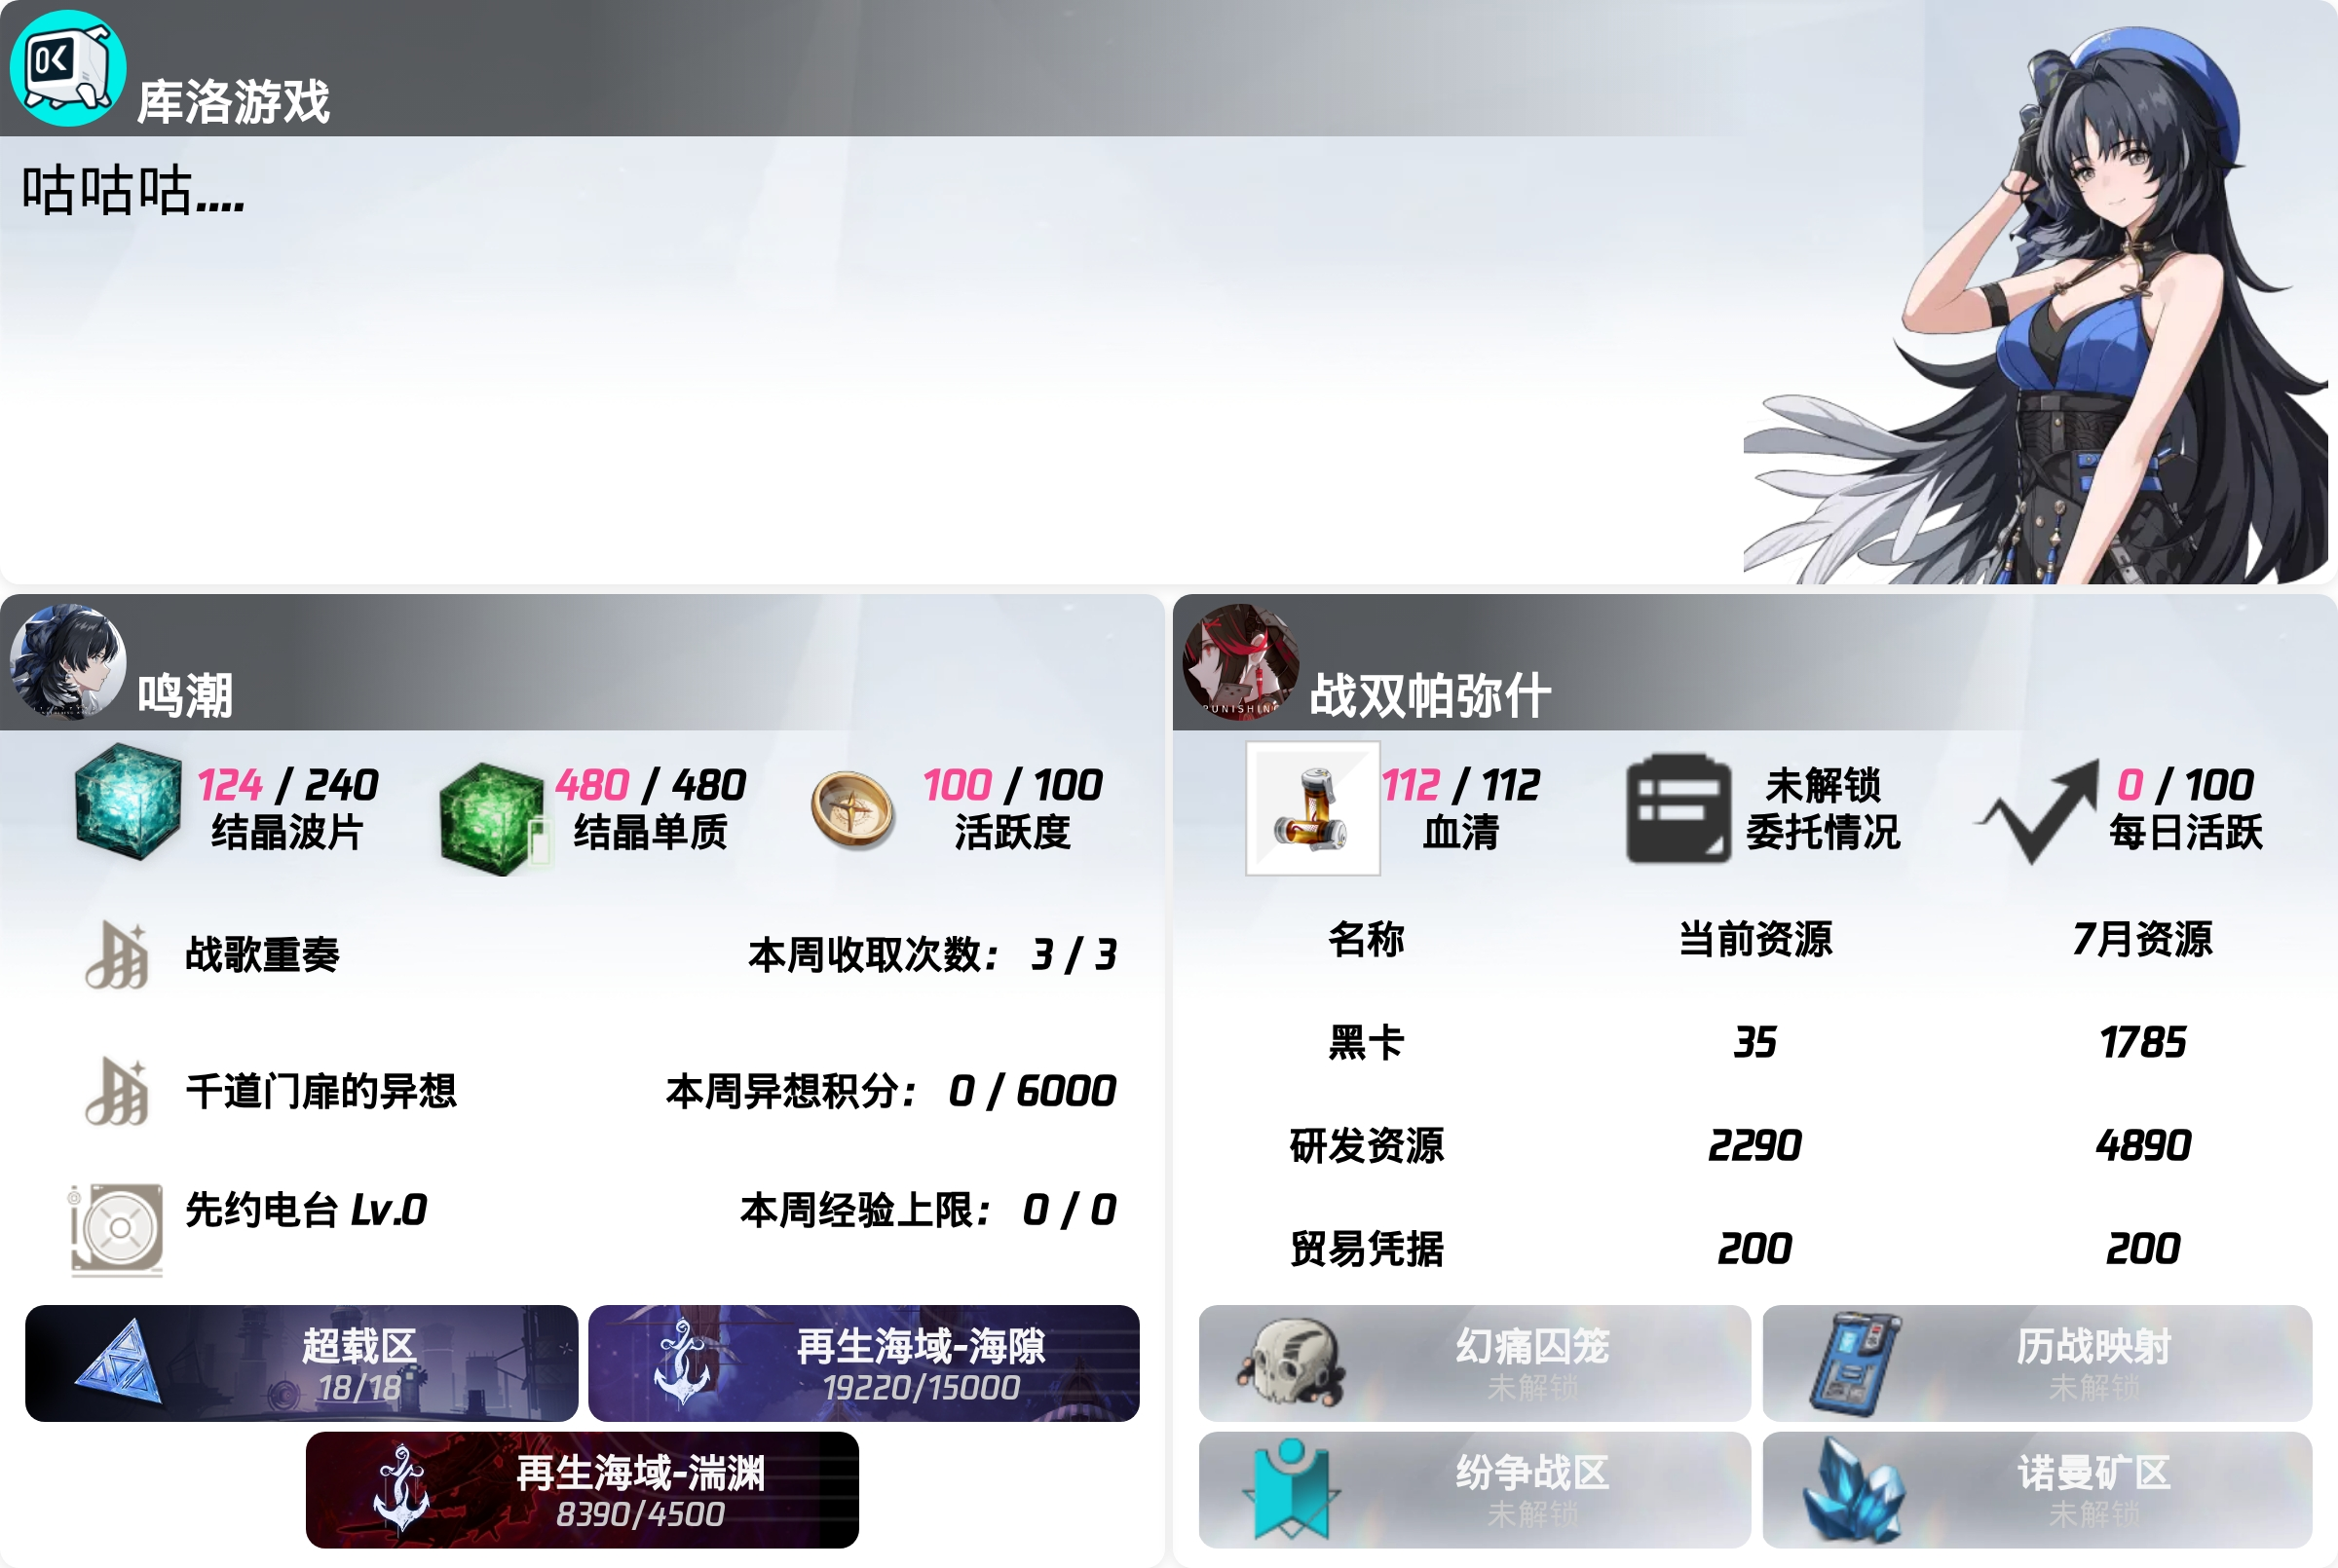 OK
库洛游戏
咕咕咕....
鸣潮
124 / 240
结晶波片
480 / 480
结晶单质
100 / 100
活跃度
战歌重奏
本周收取次数： 3 / 3
千道门扉的异想
本周异想积分： 0 / 6000
先约电台 Lv.0
本周经验上限： 0 / 0
超载区
18/18
再生海域-海隙
19220/15000
再生海域-湍渊
8390/4500
PUNISHING
战双帕弥什
112 / 112
血清
未解锁
委托情况
0 / 100
每日活跃
名称 当前资源 7月资源
黑卡 35 1785
研发资源 2290 4890
贸易凭据 200 200
幻痛囚笼
未解锁
历战映射
未解锁
纷争战区
未解锁
诺曼矿区
未解锁